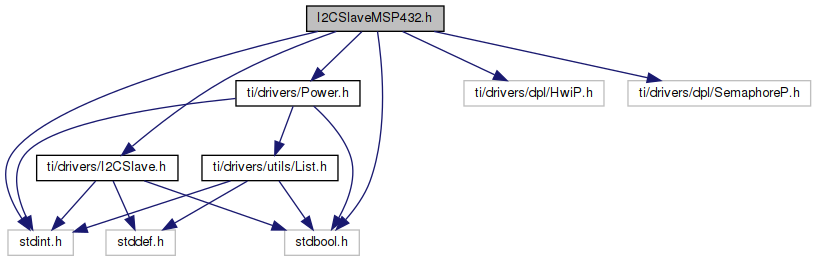 I2CSlaveMSP432.h
ti/drivers/Power.h
ti/drivers/dpl/HwiP.h
ti/drivers/dpl/SemaphoreP.h
ti/drivers/I2CSlave.h
ti/drivers/utils/List.h
stdint.h
stddef.h
stdbool.h